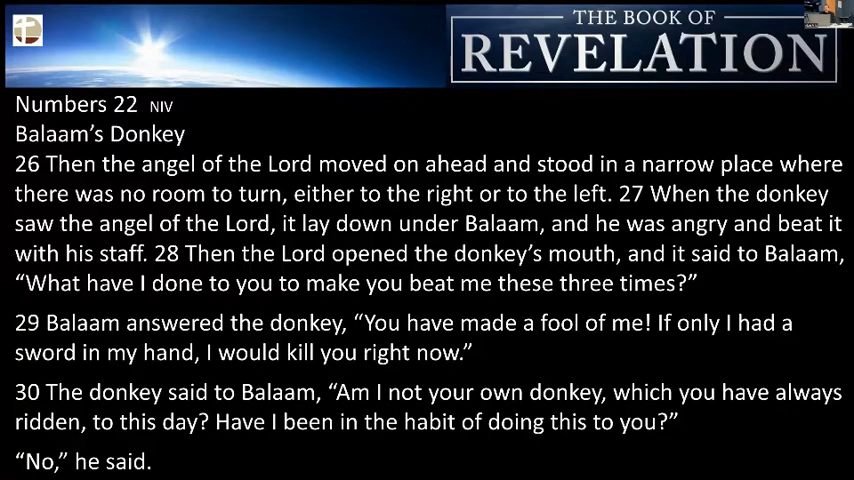 THE BOOK OF
REVELATION
Numbers 22 NIV
Balaam’s Donkey
26 Then the angel of the Lord moved on ahead and stood in a narrow place where
there was no room to turn, either to the right or to the left. 27 When the donkey
saw the angel of the Lord, it lay down under Balaam, and he was angry and beat it
with his staff. 28 Then the Lord opened the donkey’s mouth, and it said to Balaam,
“What have I done to you to make you beat me these three times?”
29 Balaam answered the donkey, “You have made a fool of me! If only I had a
sword in my hand, I would kill you right now.”
30 The donkey said to Balaam, “Am I not your own donkey, which you have always
ridden, to this day? Have I been in the habit of doing this to you?”
“No,” he said.